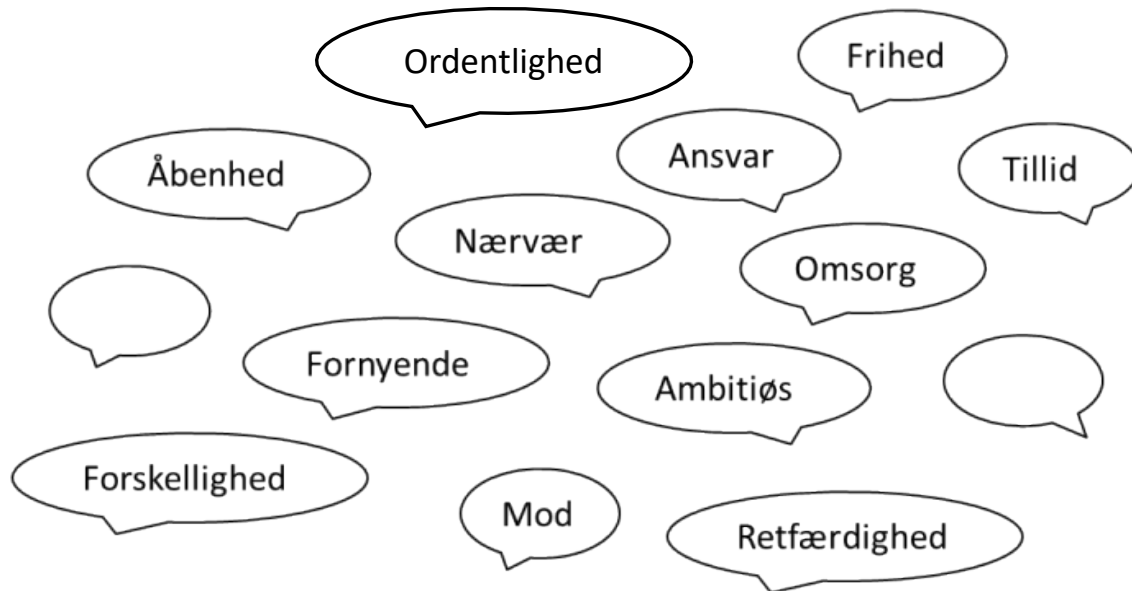 Ordentlighed
Frihed
Åbenhed
Ansvar
Tillid
Nærvær
Omsorg
Fornyende
Ambitiøs
Forskellighed
Mod
Retfærdighed